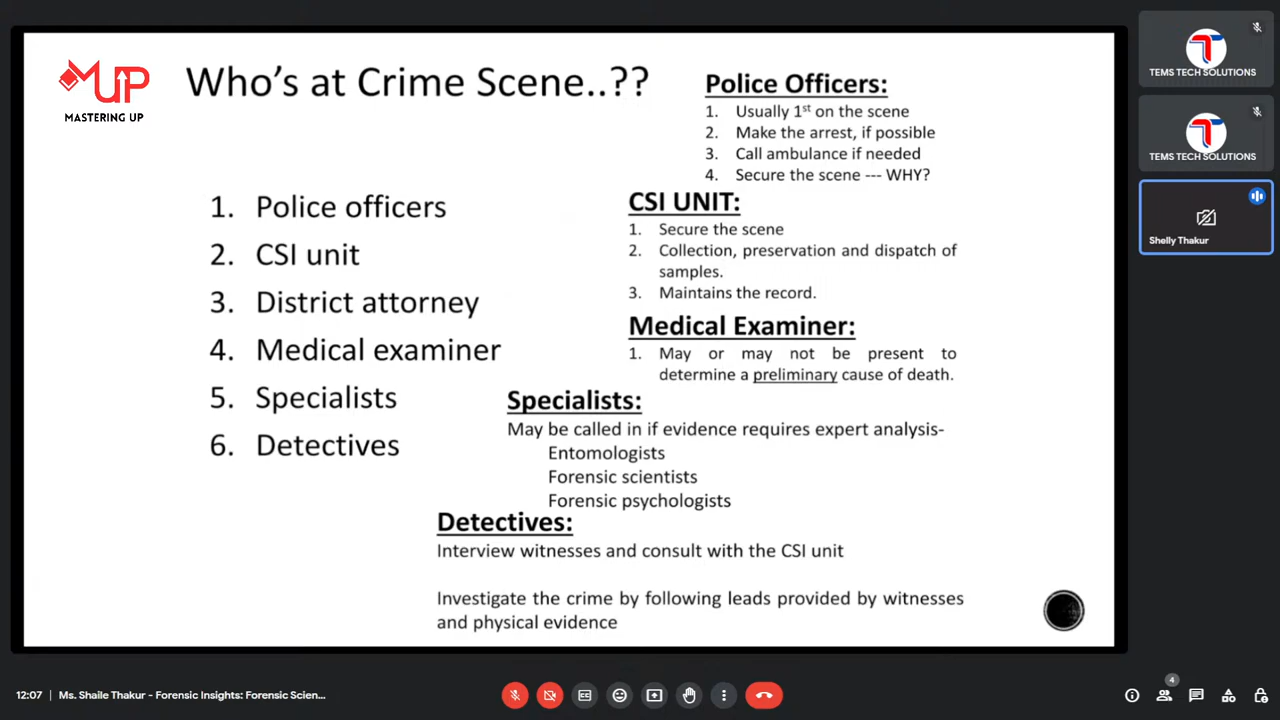 MUP
MASTERING UP
Who's at Crime Scene..??
1. Police officers
2. CSI unit
3. District attorney
4. Medical examiner
5. Specialists
6. Detectives
Police Officers:
1. Usually 1st on the scene
2. Make the arrest, if possible
3. Call ambulance if needed
4. Secure the scene --- WHY?
CSI UNIT:
1. Secure the scene
2. Collection, preservation and dispatch of
samples.
3. Maintains the record.
Medical Examiner:
1. May or may not be present to
determine a preliminary cause of death.
Specialists:
May be called in if evidence requires expert analysis-
Entomologists
Forensic scientists
Forensic psychologists
Detectives:
Interview witnesses and consult with the CSI unit
Investigate the crime by following leads provided by witnesses
and physical evidence
TEMS TECH SOLUTIONS
TEMS TECH SOLUTIONS
Shelly Thakur
12:07 | Ms. Shaile Thakur - Forensic Insights: Forensic Scien...
4